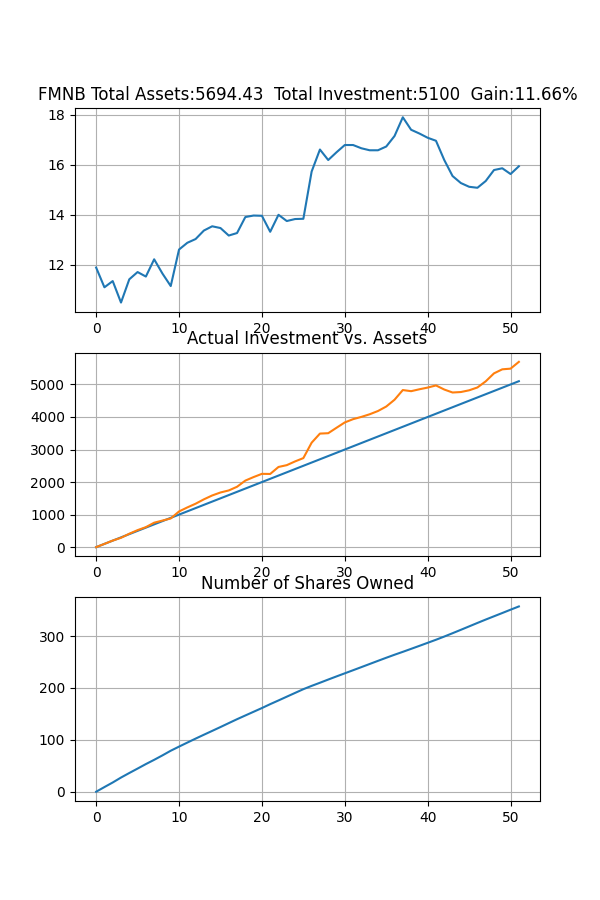 FMNB Total Assets:5694.43  Total Investment:5100  Gain:11.66%
18
16
14
12
0 10 20 30 40 50
Actual Investment vs. Assets
5000
4000
3000
2000
1000
0
0 10 20 30 40 50
Number of Shares Owned
300
200
100
0
0 10 20 30 40 50